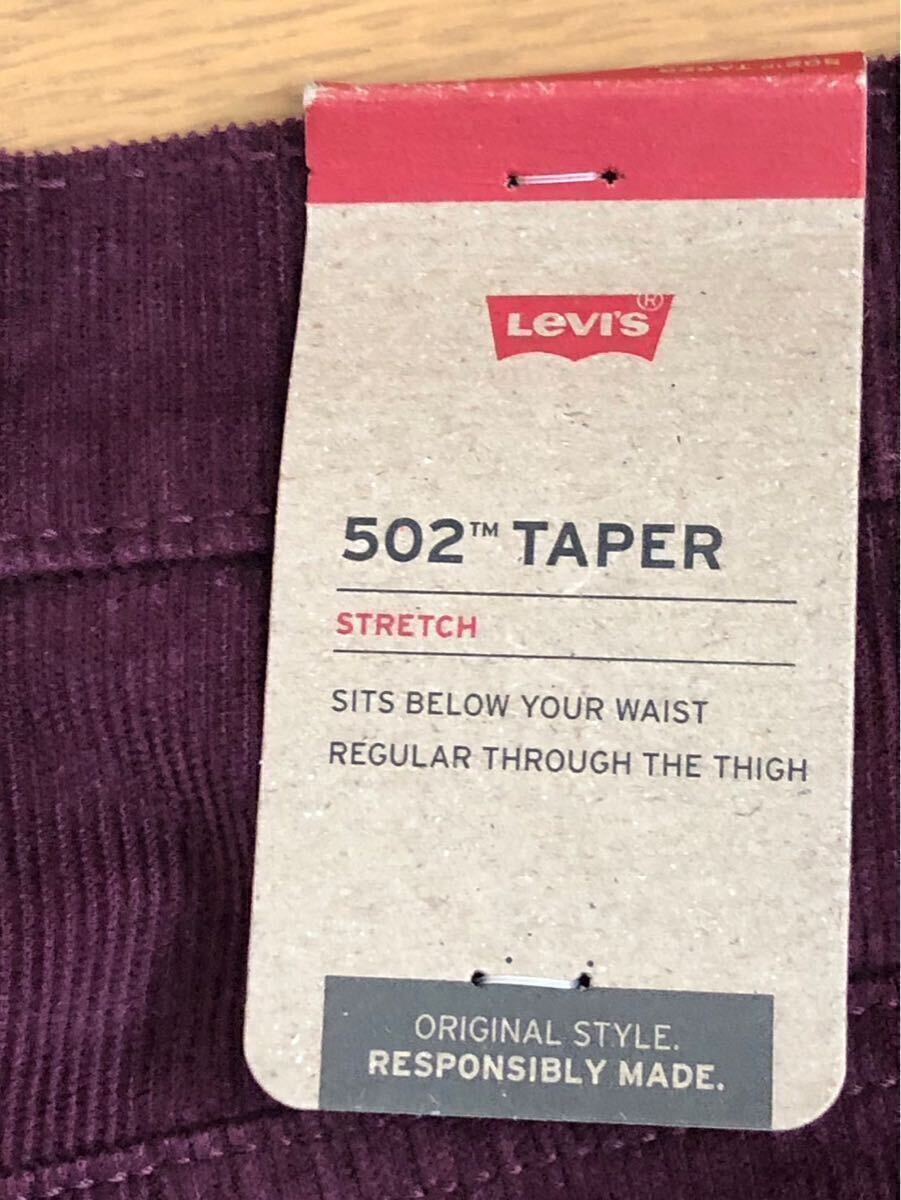 LEVI'S®
502™ TAPER
STRETCH
SITS BELOW YOUR WAIST
REGULAR THROUGH THE THIGH
ORIGINAL STYLE.
RESPONSIBLY MADE.